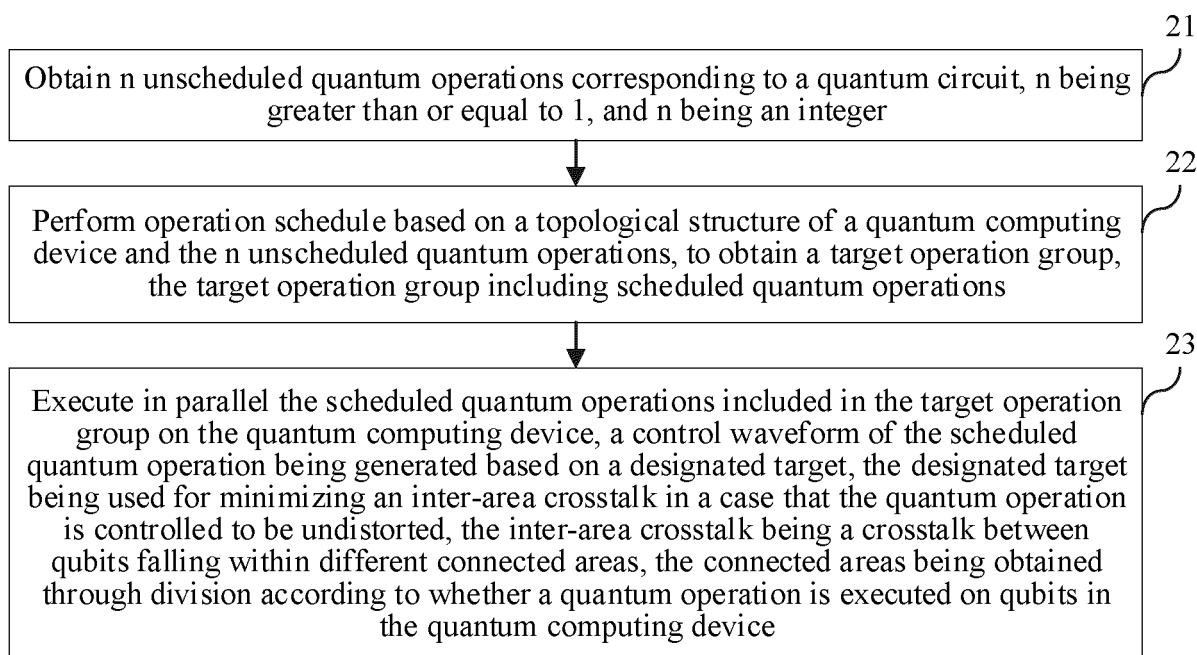 21
Obtain n unscheduled quantum operations corresponding to a quantum circuit, n being
greater than or equal to 1, and n being an integer
22
Perform operation schedule based on a topological structure of a quantum computing
device and the n unscheduled quantum operations, to obtain a target operation group,
the target operation group including scheduled quantum operations
23
Execute in parallel the scheduled quantum operations included in the target operation
group on the quantum computing device, a control waveform of the scheduled
quantum operation being generated based on a designated target, the designated target
being used for minimizing an inter-area crosstalk in a case that the quantum operation
is controlled to be undistorted, the inter-area crosstalk being a crosstalk between
qubits falling within different connected areas, the connected areas being obtained
through division according to whether a quantum operation is executed on qubits in
the quantum computing device